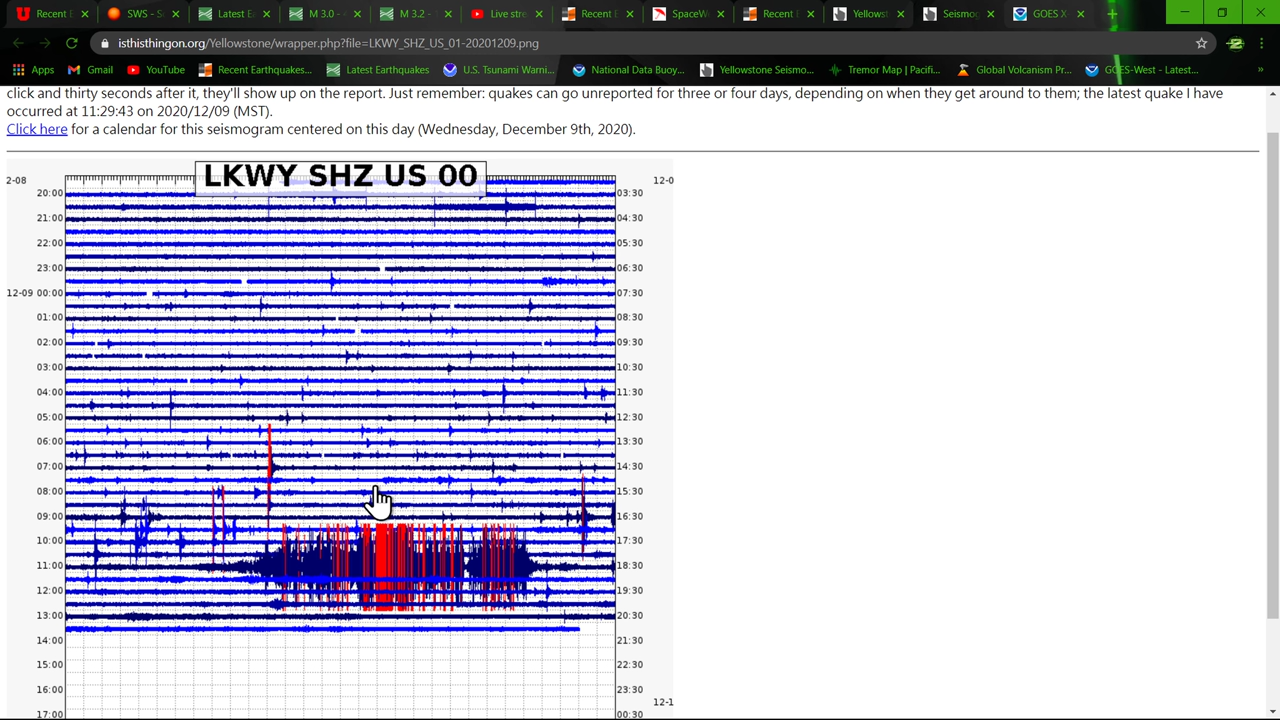 Recent E
SWS - S
Latest E
M 3.0 -
M 3.2 -
Live stre
Recent E
SpaceW
Recent E
Yellowst
Seismog
GOES X
isthisthingon.org/Yellowstone/wrapper.php?file=LKWY_SHZ_US_01-20201209.png
Apps
Gmail
YouTube
Recent Earthquakes...
Latest Earthquakes
U.S. Tsunami Warni...
National Data Buoy...
Yellowstone Seismo...
Tremor Map | Pacifi...
Global Volcanism Pr...
GOES-West - Latest...
»
click and thirty seconds after it, they'll show up on the report. Just remember: quakes can go unreported for three or four days, depending on when they get around to them; the latest quake I have
occurred at 11:29:43 on 2020/12/09 (MST).
Click here for a calendar for this seismogram centered on this day (Wednesday, December 9th, 2020).
LKWY SHZ US 00
2-08
12-0
20:00 03:30
21:00 04:30
22:00 05:30
23:00 06:30
12-09 00:00 07:30
01:00 08:30
02:00 09:30
03:00 10:30
04:00 11:30
05:00 12:30
06:00 13:30
07:00 14:30
08:00 15:30
09:00 16:30
10:00 17:30
11:00 18:30
12:00 19:30
13:00 20:30
14:00 21:30
15:00 22:30
16:00 23:30
12-1
17:00 00:30